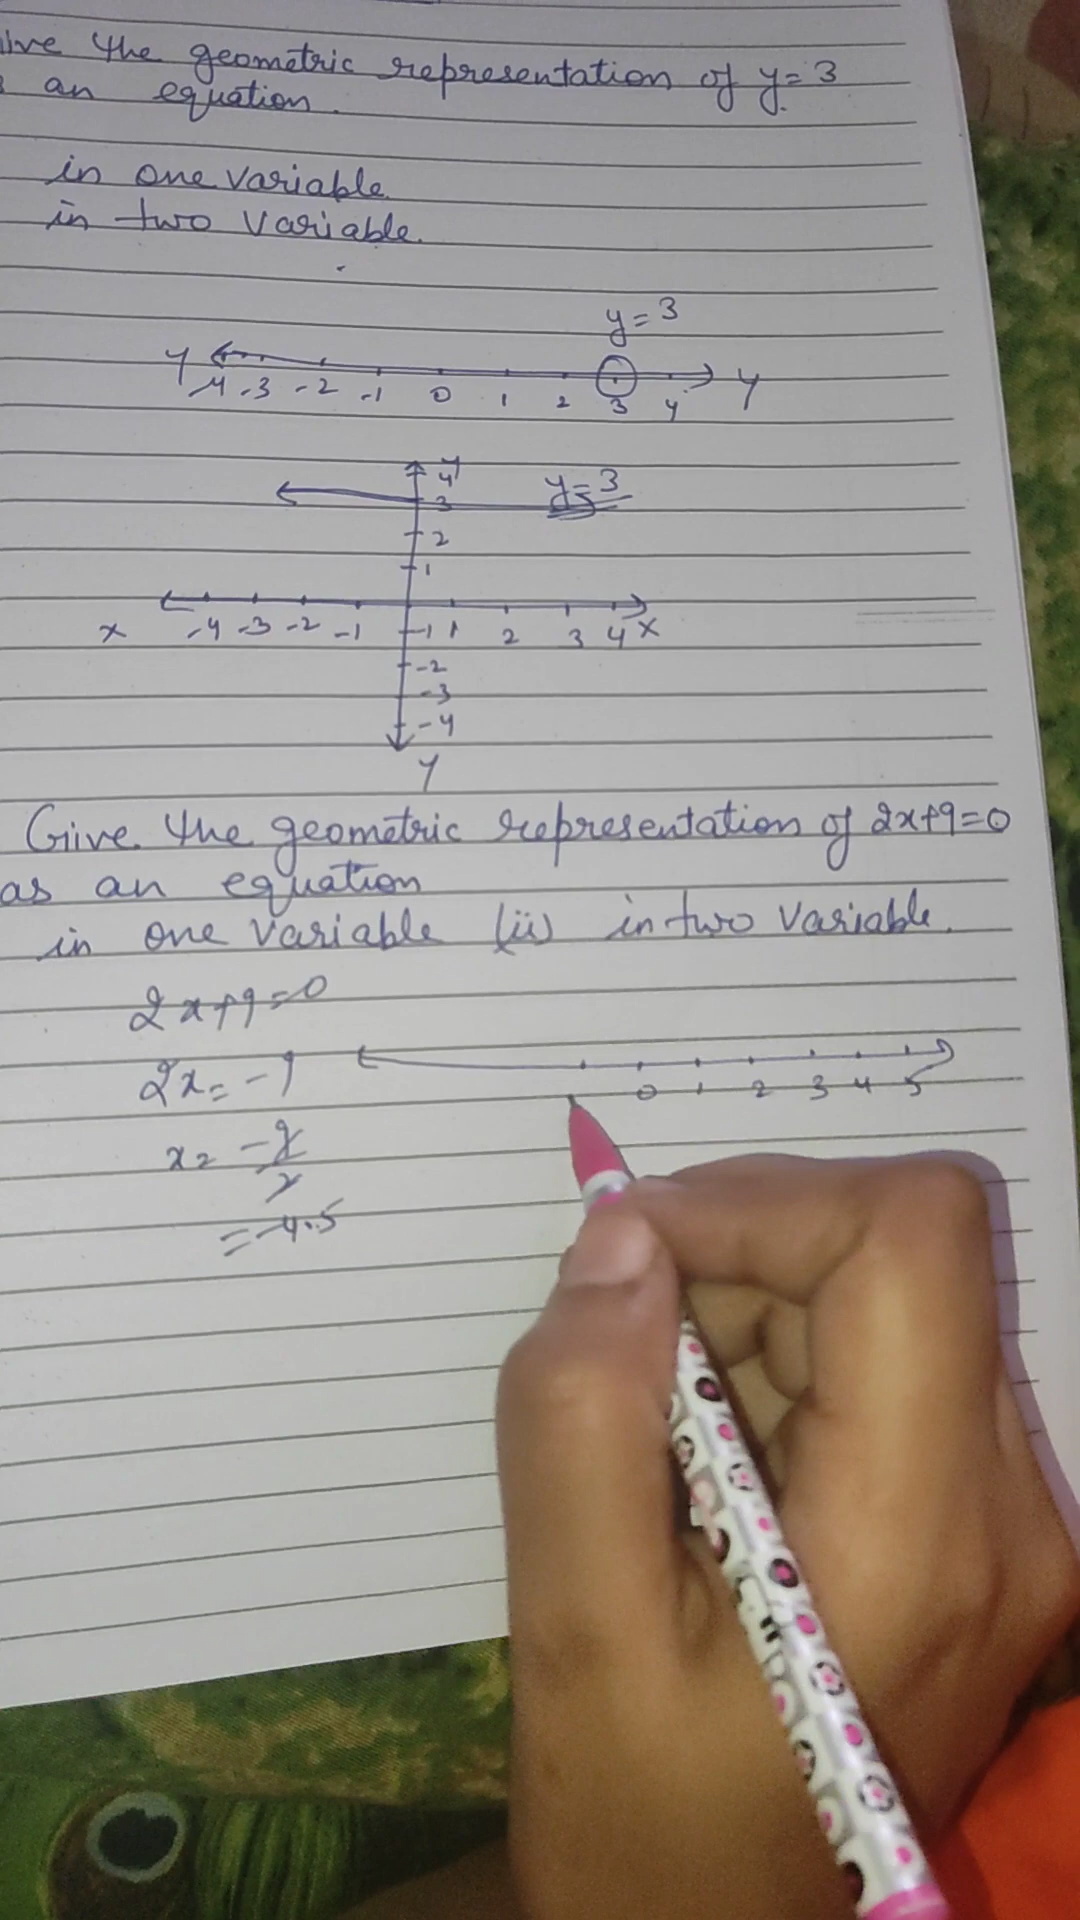 ive the geometric representation of y=3
an equation.
in one variable.
in two variable.
y=3
y -4 -3 -2 -1 0 1 2 3 4 y
y
4
3 y=3
2
1
x -4 -3 -2 -1 1 2 3 4 x
-1
-2
-3
-4
y
Give the geometric representation of 2x+9=0
as an equation
in one variable (ii) in two variable.
2x+9=0
2x=-9
0 1 2 3 4 5
x= -9/2
=-4.5